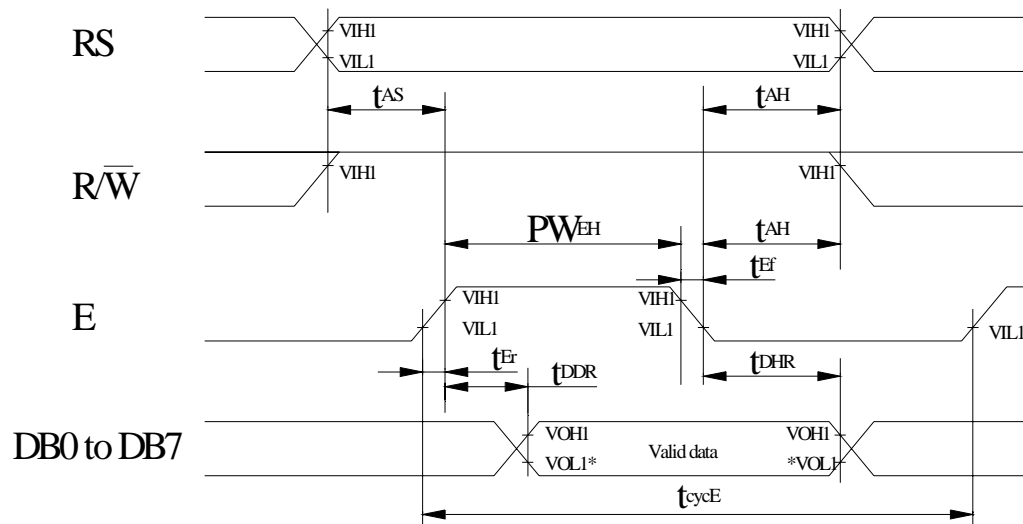 RS
VIH1 VIH1
VIL1 VIL1
tAS tAH
R/W̅
VIH1 VIH1
PWEH tAH
tEf
E
VIH1 VIH1
VIL1 VIL1 VIL1
tEr
tDDR tDHR
DB0 to DB7
VOH1 VOH1
VOL1* Valid data *VOL1
tcycE